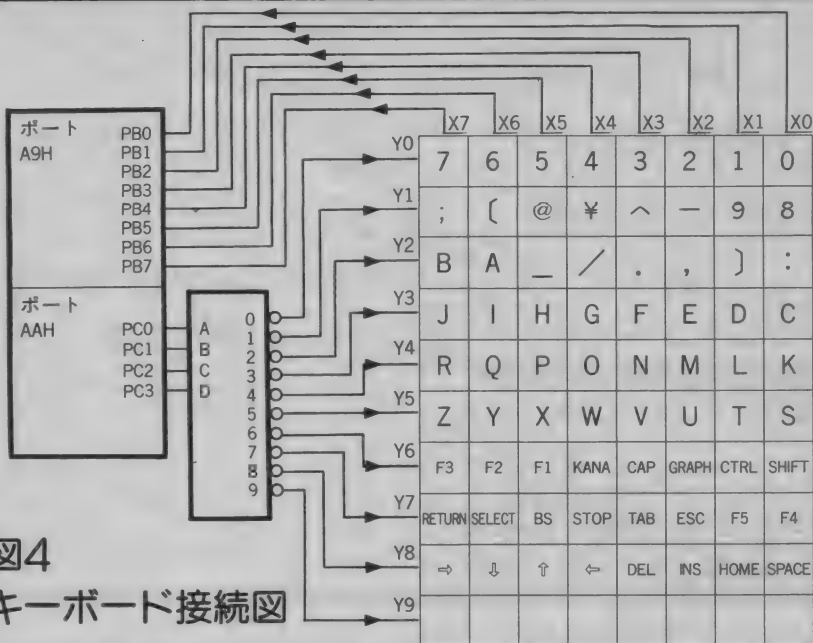 ポート
A9H
PB0
PB1
PB2
PB3
PB4
PB5
PB6
PB7
ポート
AAH
PC0
PC1
PC2
PC3
A
B
C
D
0
1
2
3
4
5
6
7
8
9
X7 X6 X5 X4 X3 X2 X1 X0
Y0 7 6 5 4 3 2 1 0
Y1 ; [ @ ¥ ^ — 9 8
Y2 B A _ / . , ] :
Y3 J I H G F E D C
Y4 R Q P O N M L K
Y5 Z Y X W V U T S
Y6 F3 F2 F1 KANA CAP GRAPH CTRL SHIFT
Y7 RETURN SELECT BS STOP TAB ESC F5 F4
Y8 ⇨ ⇩ ⇧ ⇦ DEL INS HOME SPACE
Y9
図4
キーボード接続図